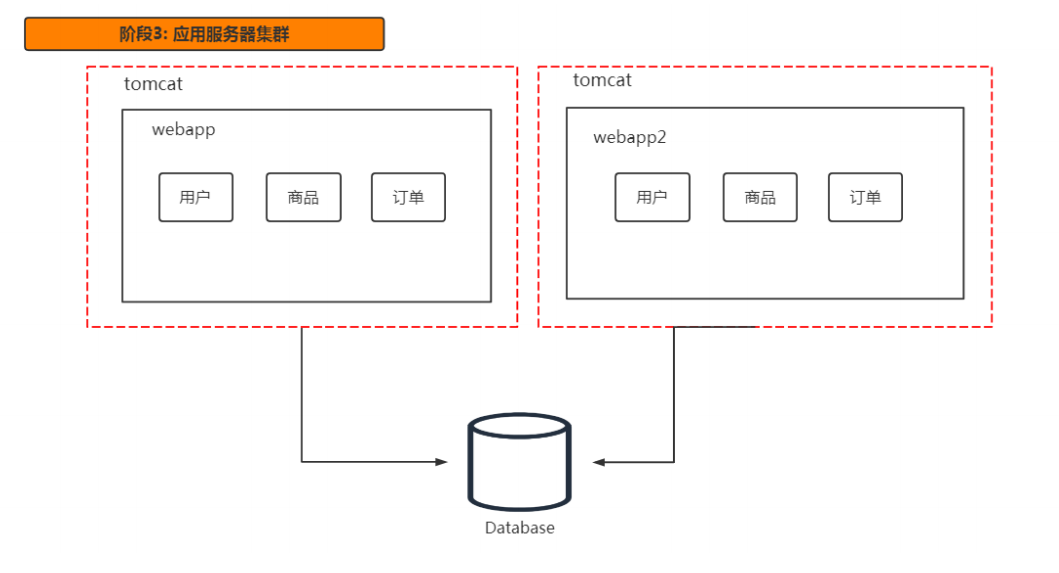 阶段3: 应用服务器集群
tomcat
webapp
用户
商品
订单
tomcat
webapp2
用户
商品
订单
Database